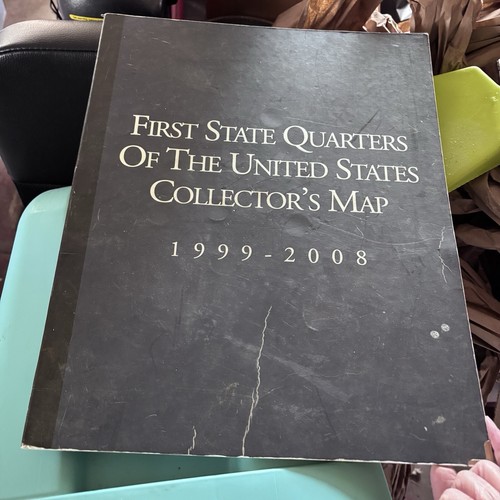 FIRST STATE QUARTERS
OF THE UNITED STATES
COLLECTOR'S MAP
1999-2008